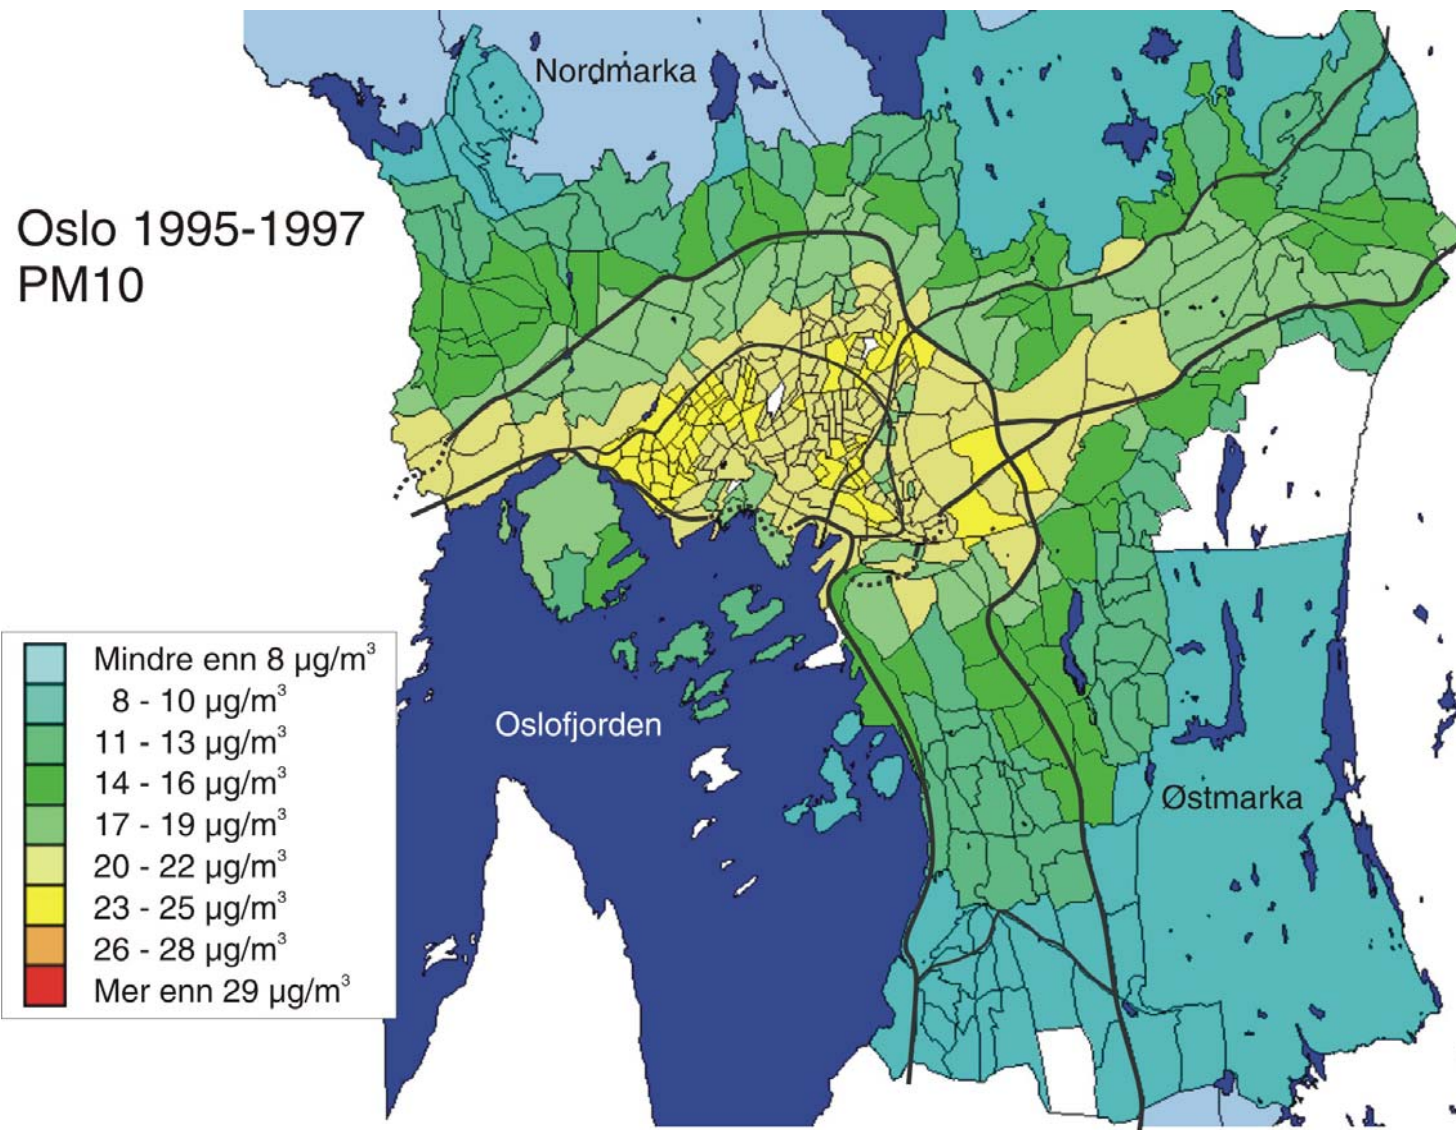 Nordmarka
Oslo 1995-1997
PM10
Mindre enn 8 µg/m³
8 - 10 µg/m³
11 - 13 µg/m³
14 - 16 µg/m³
17 - 19 µg/m³
20 - 22 µg/m³
23 - 25 µg/m³
26 - 28 µg/m³
Mer enn 29 µg/m³
Oslofjorden
Østmarka